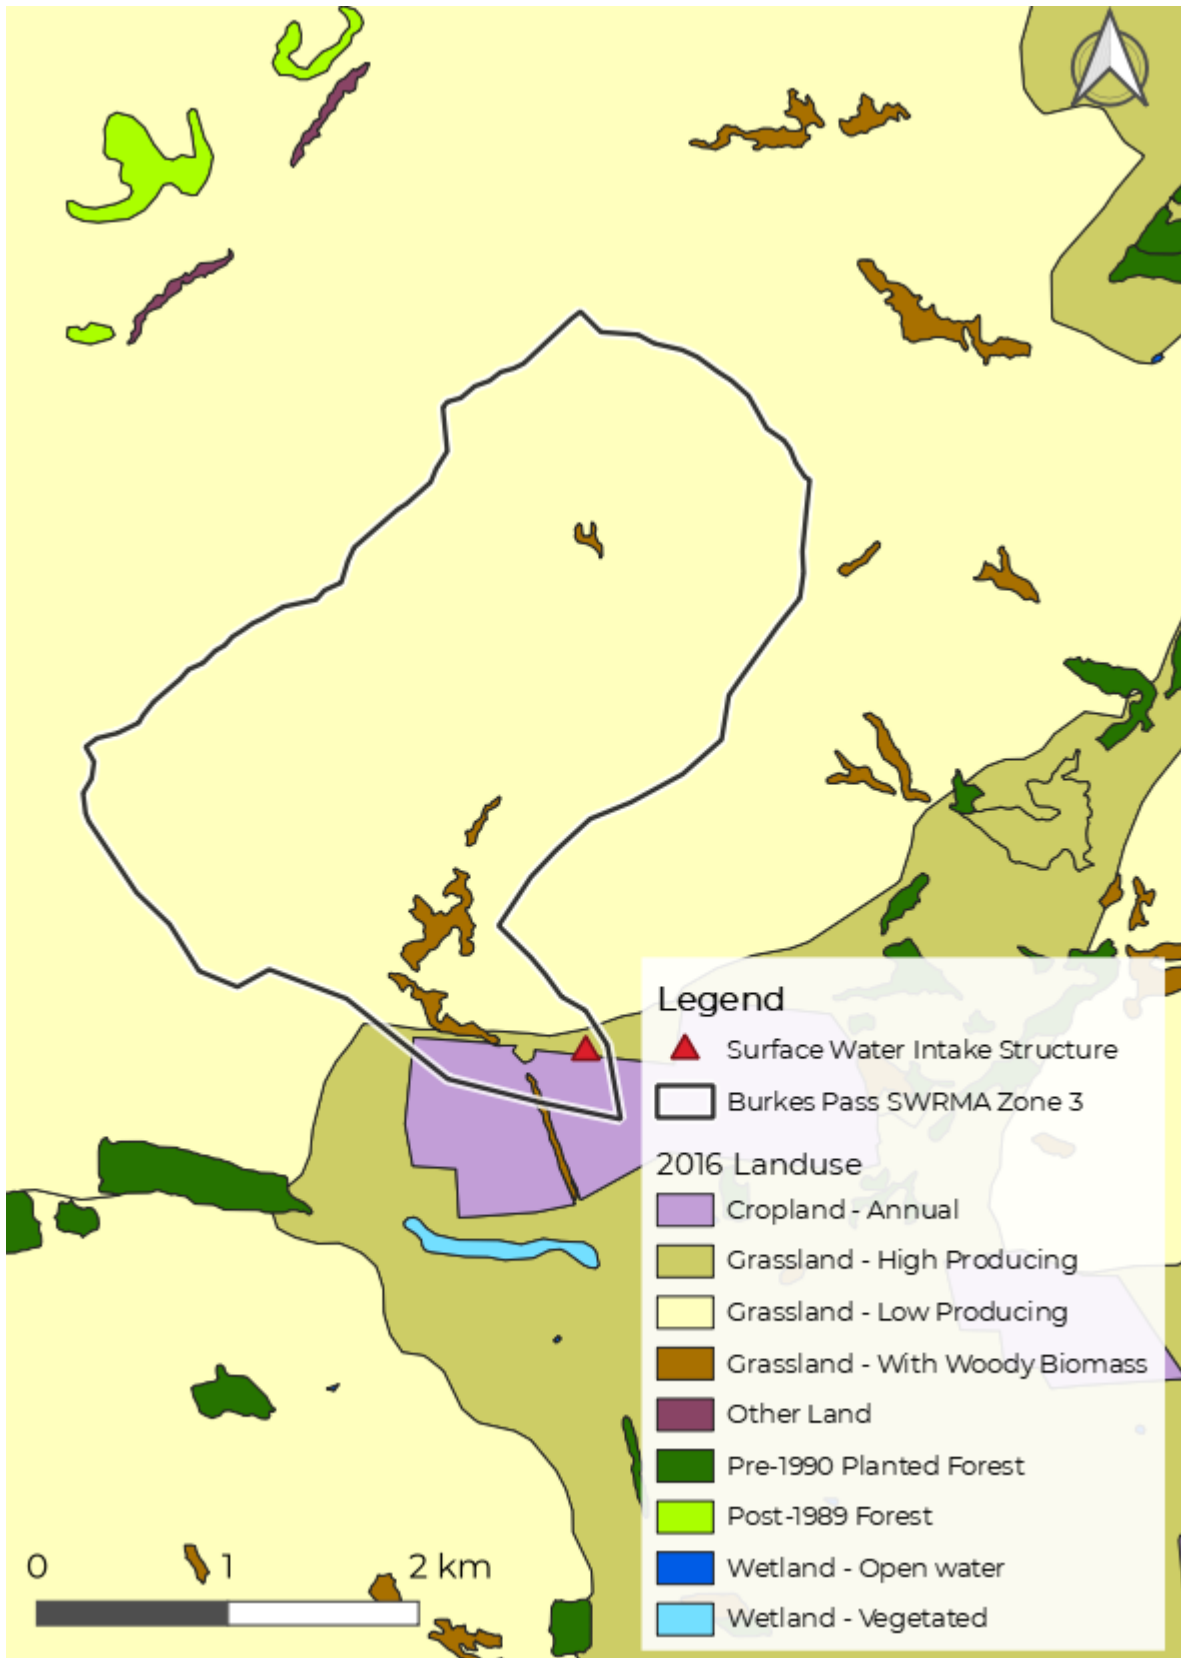 Legend
Surface Water Intake Structure
Burkes Pass SWRMA Zone 3
2016 Landuse
Cropland - Annual
Grassland - High Producing
Grassland - Low Producing
Grassland - With Woody Biomass
Other Land
Pre-1990 Planted Forest
Post-1989 Forest
Wetland - Open water
Wetland - Vegetated
0 1 2 km